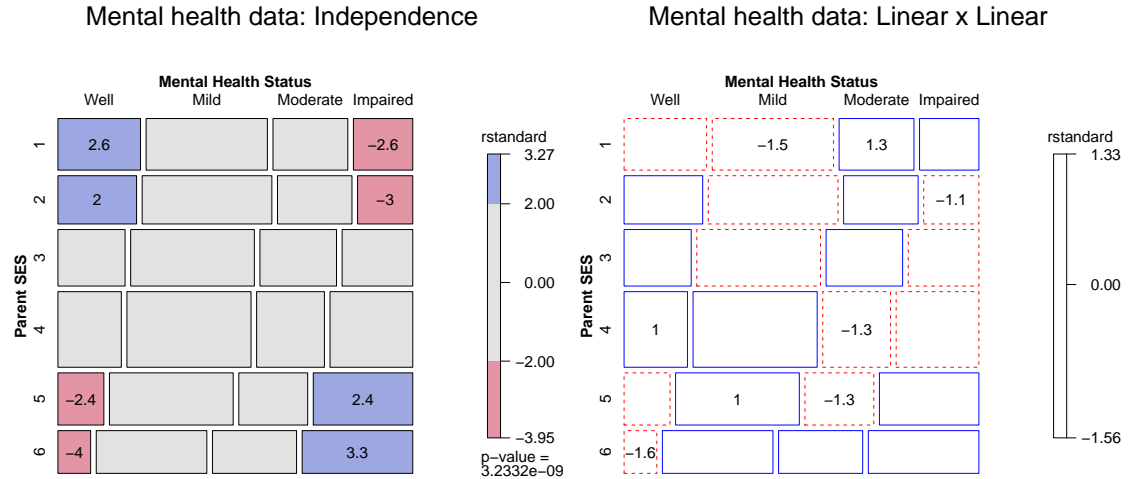 Mental health data: Independence
Mental Health Status
Well Mild Moderate Impaired
Parent SES
1 2.6 −2.6
2 2 −3
3
4
5 −2.4 2.4
6 −4 3.3
rstandard
3.27
2.00
0.00
−2.00
−3.95
p−value =
3.2332e−09
Mental health data: Linear x Linear
Mental Health Status
Well Mild Moderate Impaired
Parent SES
1 −1.5 1.3
2 −1.1
3
4 1 −1.3
5 1 −1.3
6 −1.6
rstandard
1.33
0.00
−1.56